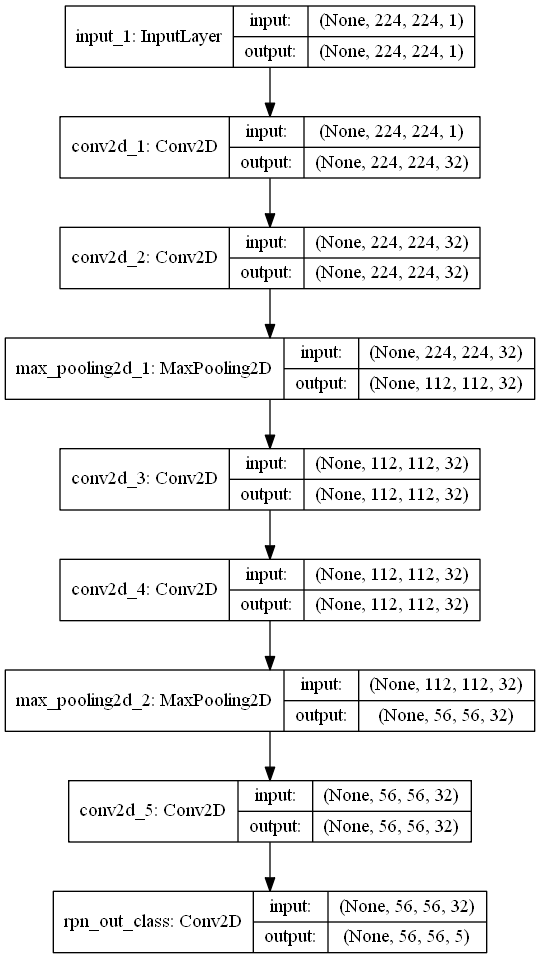 input_1: InputLayer
input: (None, 224, 224, 1)
output: (None, 224, 224, 1)
conv2d_1: Conv2D
input: (None, 224, 224, 1)
output: (None, 224, 224, 32)
conv2d_2: Conv2D
input: (None, 224, 224, 32)
output: (None, 224, 224, 32)
max_pooling2d_1: MaxPooling2D
input: (None, 224, 224, 32)
output: (None, 112, 112, 32)
conv2d_3: Conv2D
input: (None, 112, 112, 32)
output: (None, 112, 112, 32)
conv2d_4: Conv2D
input: (None, 112, 112, 32)
output: (None, 112, 112, 32)
max_pooling2d_2: MaxPooling2D
input: (None, 112, 112, 32)
output: (None, 56, 56, 32)
conv2d_5: Conv2D
input: (None, 56, 56, 32)
output: (None, 56, 56, 32)
rpn_out_class: Conv2D
input: (None, 56, 56, 32)
output: (None, 56, 56, 5)